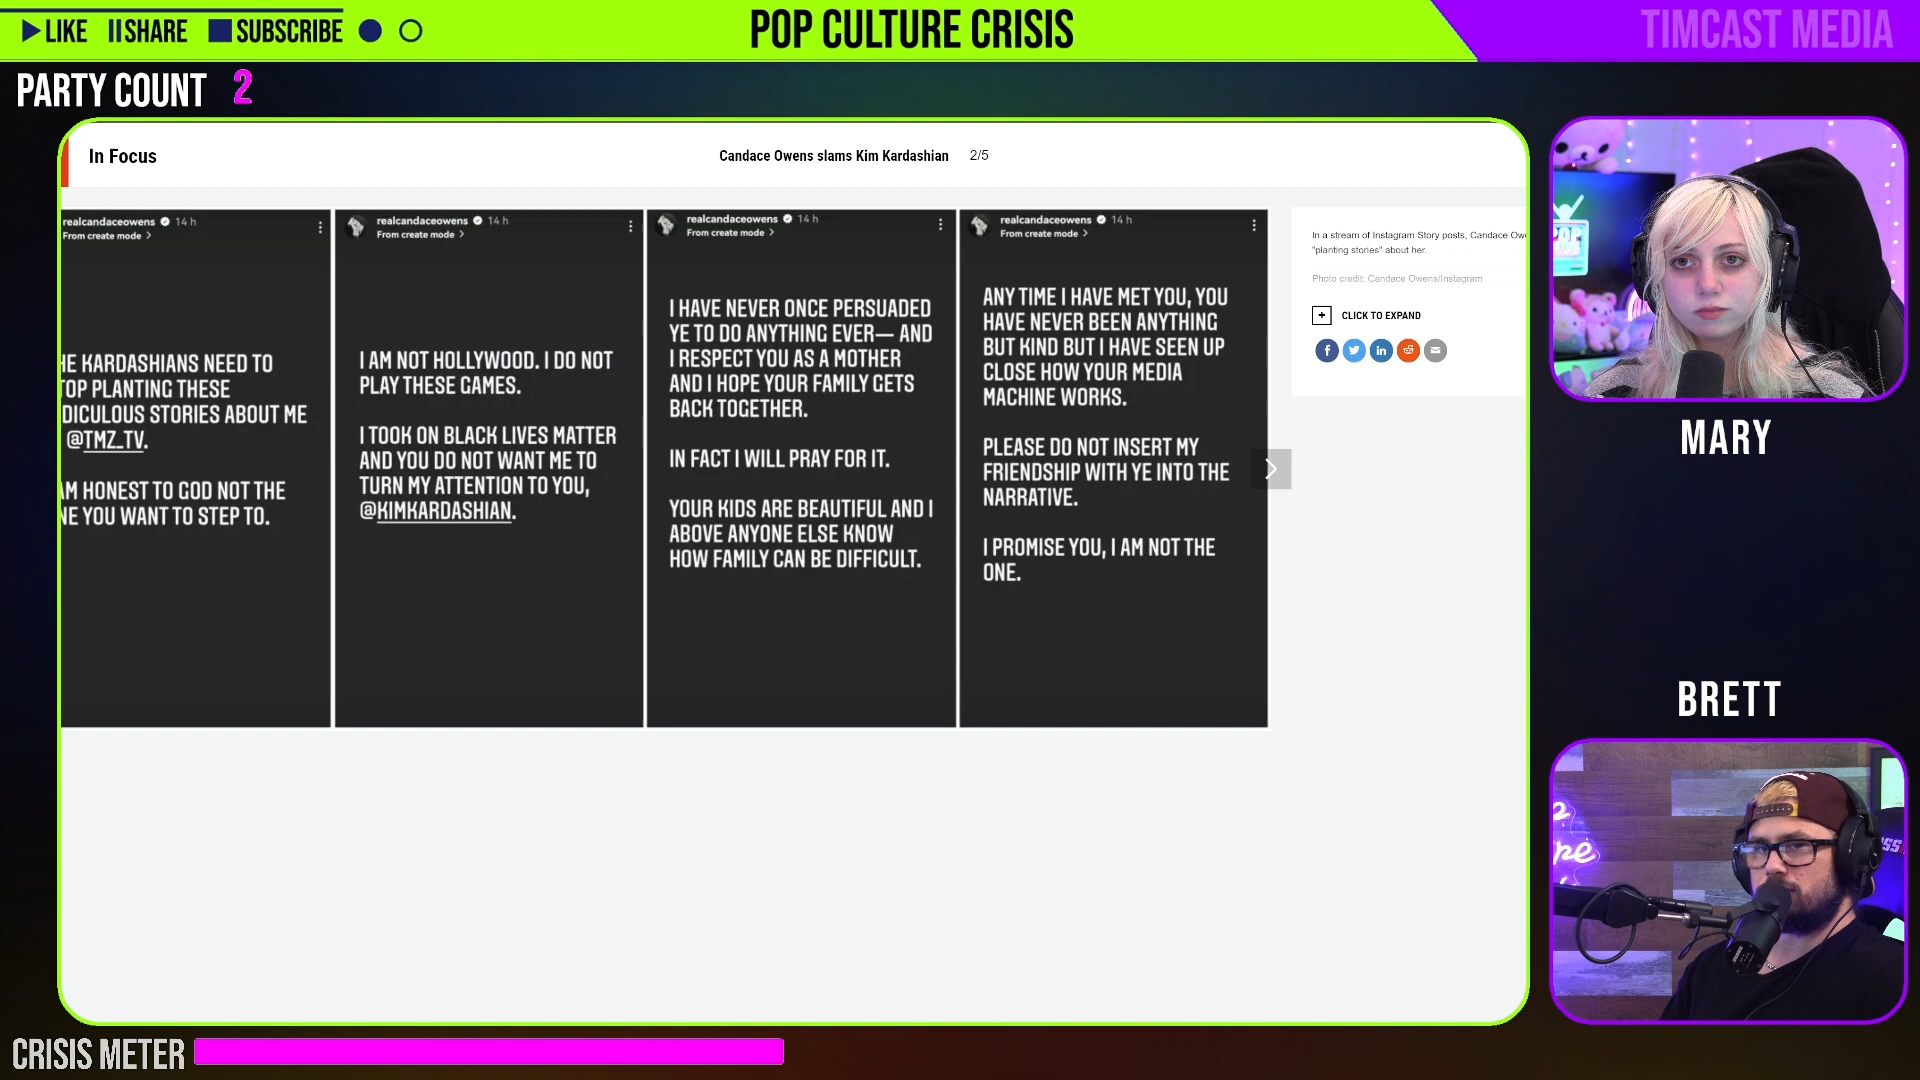 LIKE SHARE SUBSCRIBE
POP CULTURE CRISIS
TIMCAST MEDIA
PARTY COUNT 2
In Focus
Candace Owens slams Kim Kardashian 2/5
realcandaceowens 14 h
From create mode >
HE KARDASHIANS NEED TO
TOP PLANTING THESE
DICULOUS STORIES ABOUT ME
@TMZ_TV.
AM HONEST TO GOD NOT THE
NE YOU WANT TO STEP TO.
realcandaceowens 14 h
From create mode >
I AM NOT HOLLYWOOD. I DO NOT
PLAY THESE GAMES.
I TOOK ON BLACK LIVES MATTER
AND YOU DO NOT WANT ME TO
TURN MY ATTENTION TO YOU,
@KIMKARDASHIAN.
realcandaceowens 14 h
From create mode >
I HAVE NEVER ONCE PERSUADED
YE TO DO ANYTHING EVER— AND
I RESPECT YOU AS A MOTHER
AND I HOPE YOUR FAMILY GETS
BACK TOGETHER.
IN FACT I WILL PRAY FOR IT.
YOUR KIDS ARE BEAUTIFUL AND I
ABOVE ANYONE ELSE KNOW
HOW FAMILY CAN BE DIFFICULT.
realcandaceowens 14 h
From create mode >
ANY TIME I HAVE MET YOU, YOU
HAVE NEVER BEEN ANYTHING
BUT KIND BUT I HAVE SEEN UP
CLOSE HOW YOUR MEDIA
MACHINE WORKS.
PLEASE DO NOT INSERT MY
FRIENDSHIP WITH YE INTO THE
NARRATIVE.
I PROMISE YOU, I AM NOT THE
ONE.
In a stream of Instagram Story posts, Candace Owe
"planting stories" about her.
Photo credit: Candace Owens/Instagram
+ CLICK TO EXPAND
POP
MARY
BRETT
CRISIS METER